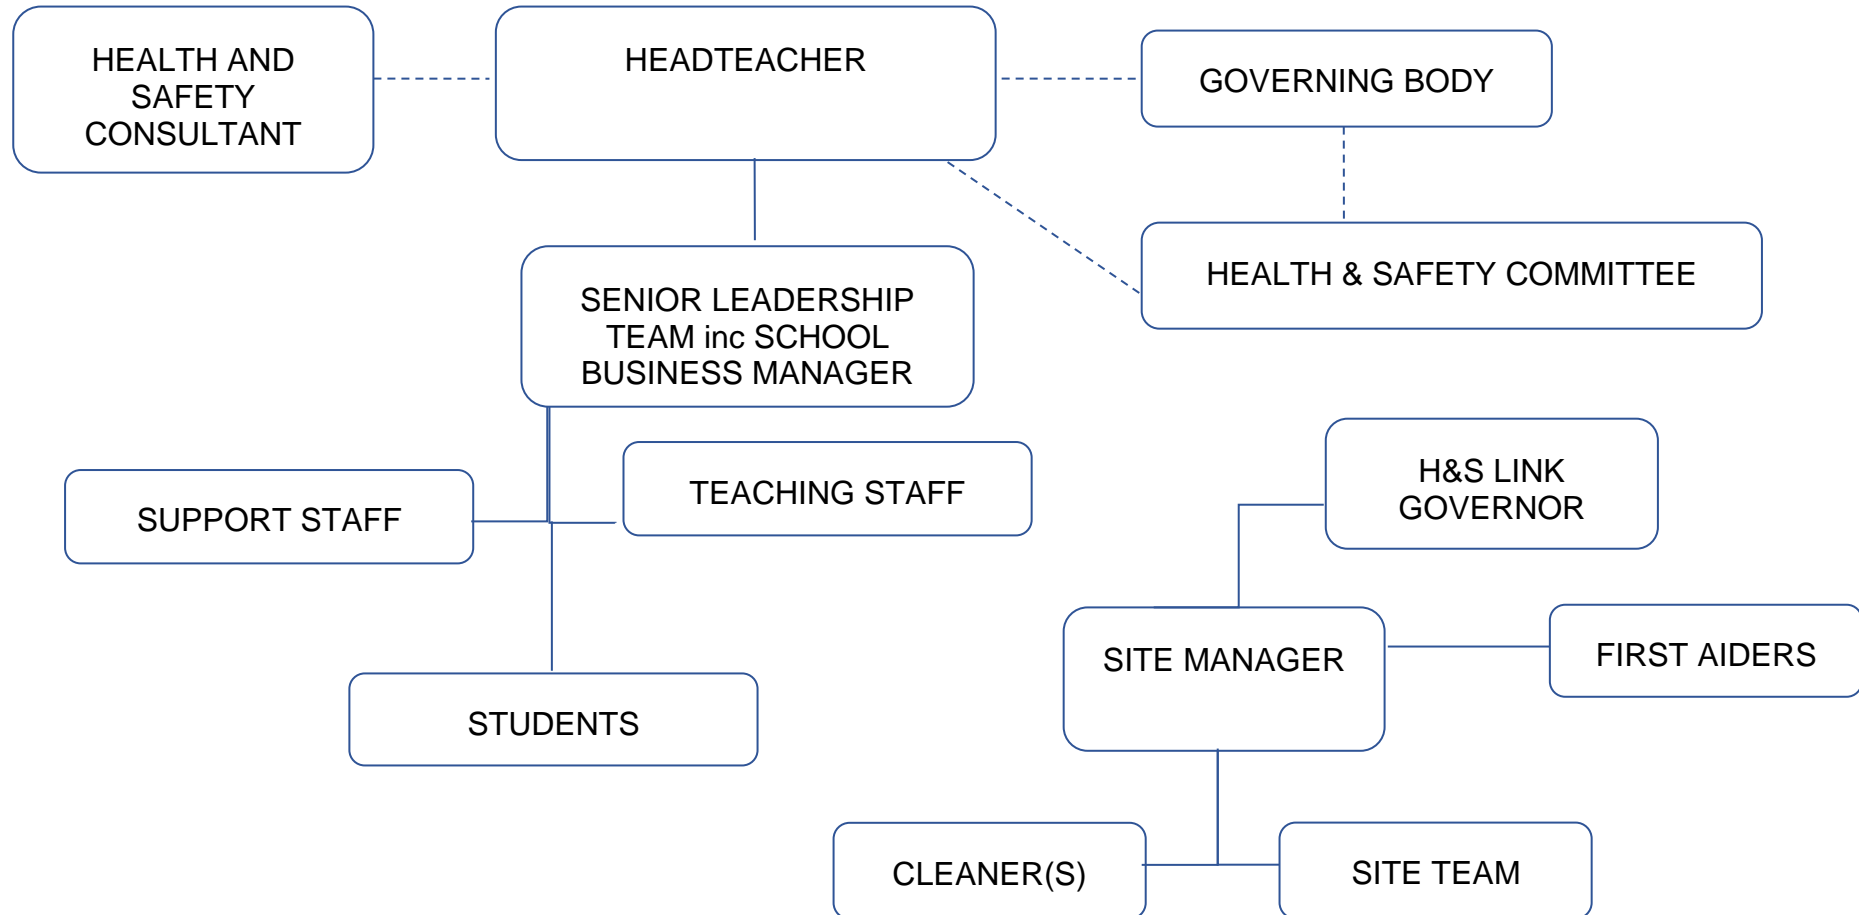 HEALTH AND
SAFETY
CONSULTANT
HEADTEACHER
GOVERNING BODY
HEALTH & SAFETY COMMITTEE
SENIOR LEADERSHIP
TEAM inc SCHOOL
BUSINESS MANAGER
H&S LINK
GOVERNOR
TEACHING STAFF
SUPPORT STAFF
SITE MANAGER
FIRST AIDERS
STUDENTS
CLEANER(S)
SITE TEAM